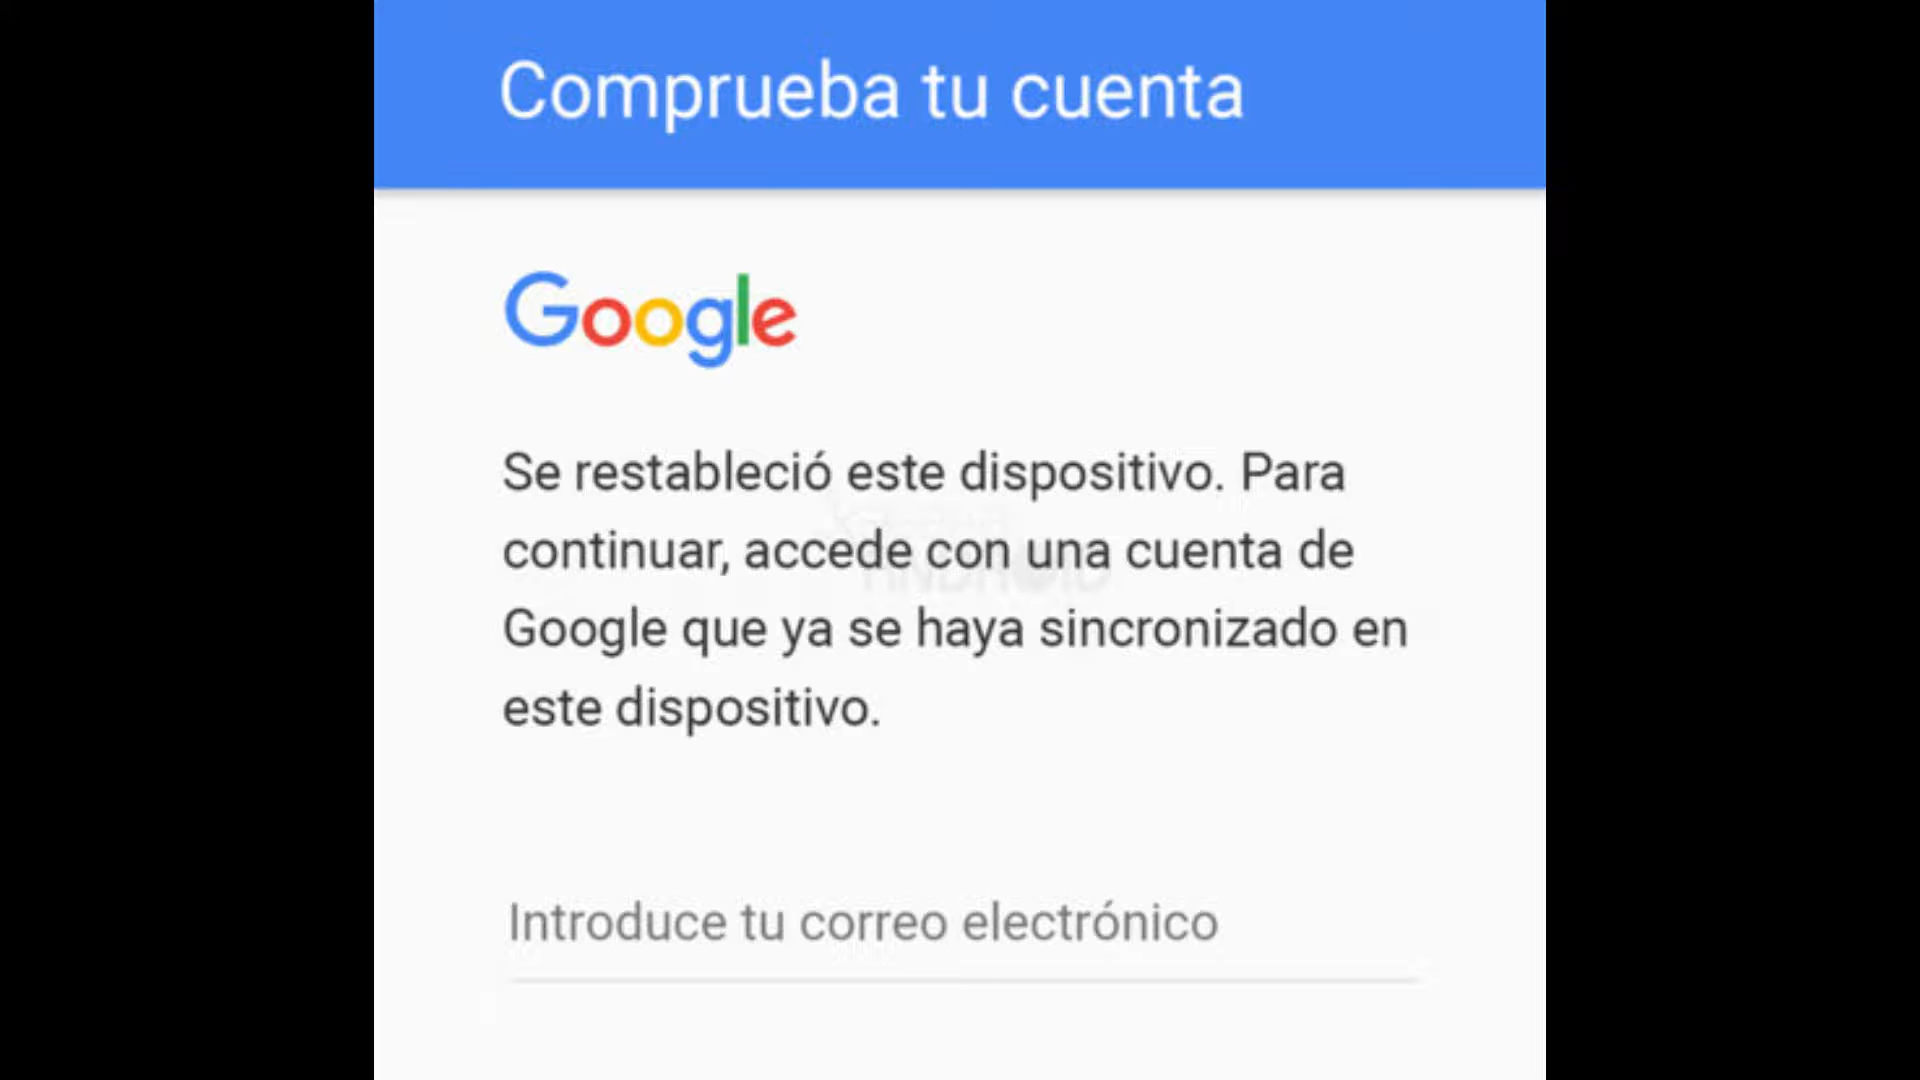 Comprueba tu cuenta
Google
Se restableció este dispositivo. Para
continuar, accede con una cuenta de
Google que ya se haya sincronizado en
este dispositivo.
ANDROID
Introduce tu correo electrónico